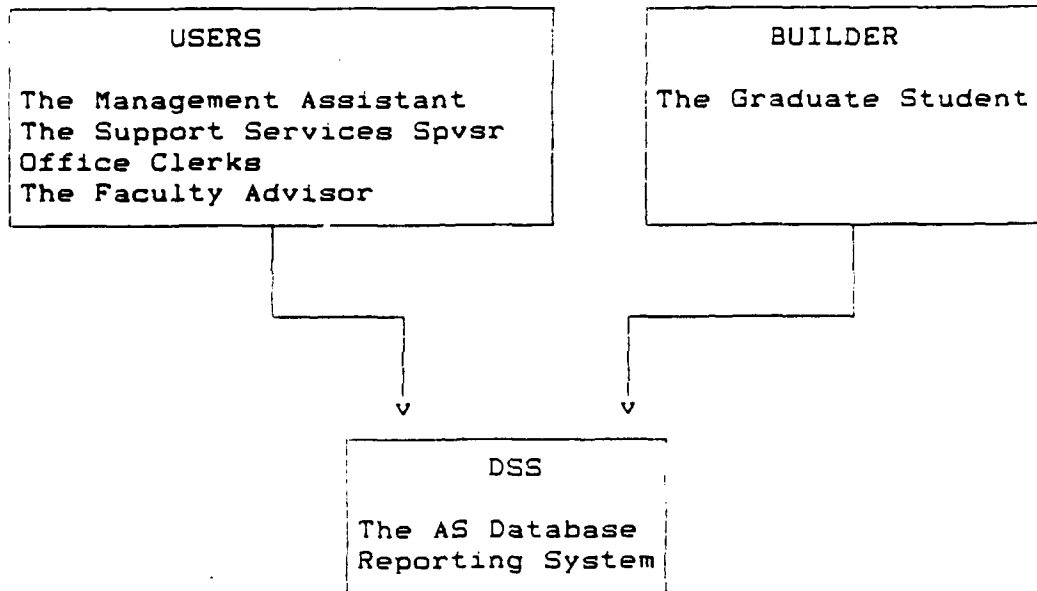 USERS
The Management Assistant
The Support Services Spvsr
Office Clerks
The Faculty Advisor
BUILDER
The Graduate Student
DSS
The AS Database
Reporting System